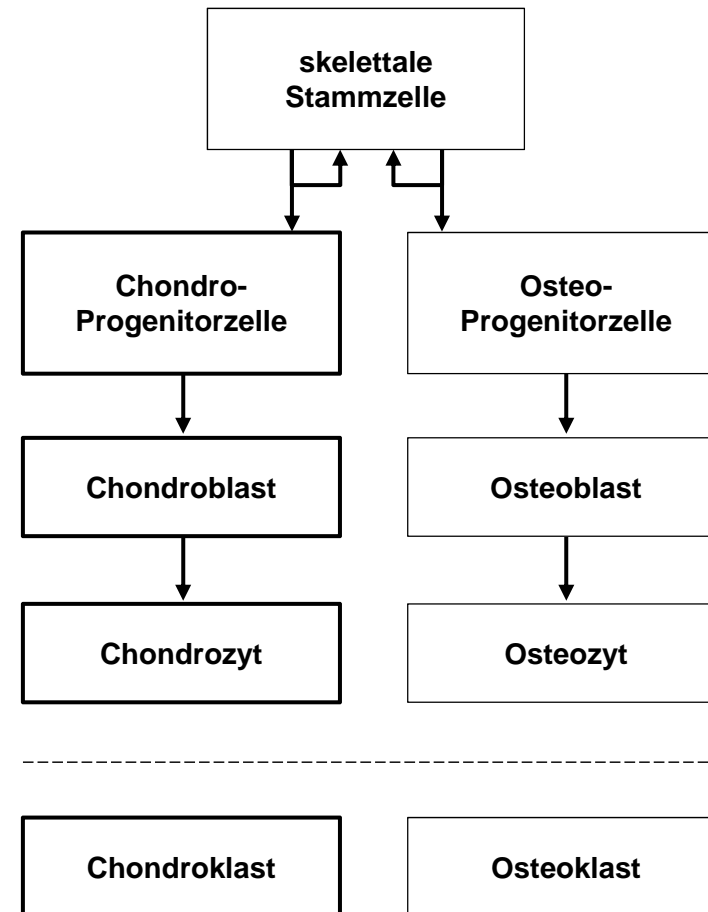 skelettale
Stammzelle
Chondro-
Progenitorzelle
Osteo-
Progenitorzelle
Chondroblast
Osteoblast
Chondrozyt
Osteozyt
Chondroklast
Osteoklast